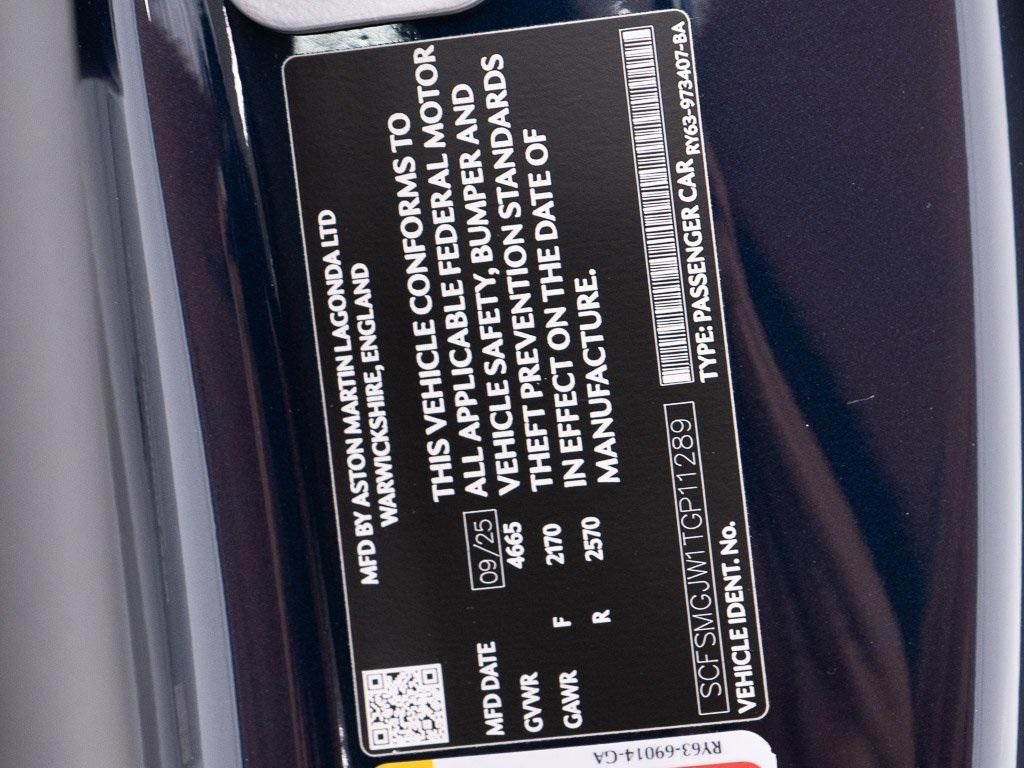 MFD BY ASTON MARTIN LAGONDA LTD
WARWICKSHIRE, ENGLAND
THIS VEHICLE CONFORMS TO
ALL APPLICABLE FEDERAL MOTOR
VEHICLE SAFETY, BUMPER AND
THEFT PREVENTION STANDARDS
IN EFFECT ON THE DATE OF
MANUFACTURE.
MFD DATE 09/25
GVWR 4665
GAWR F 2170
R 2570
SCFSMGJW1TGP11289
VEHICLE IDENT. No.
TYPE: PASSENGER CAR RY63-973407-BA
RY63-69014-GA